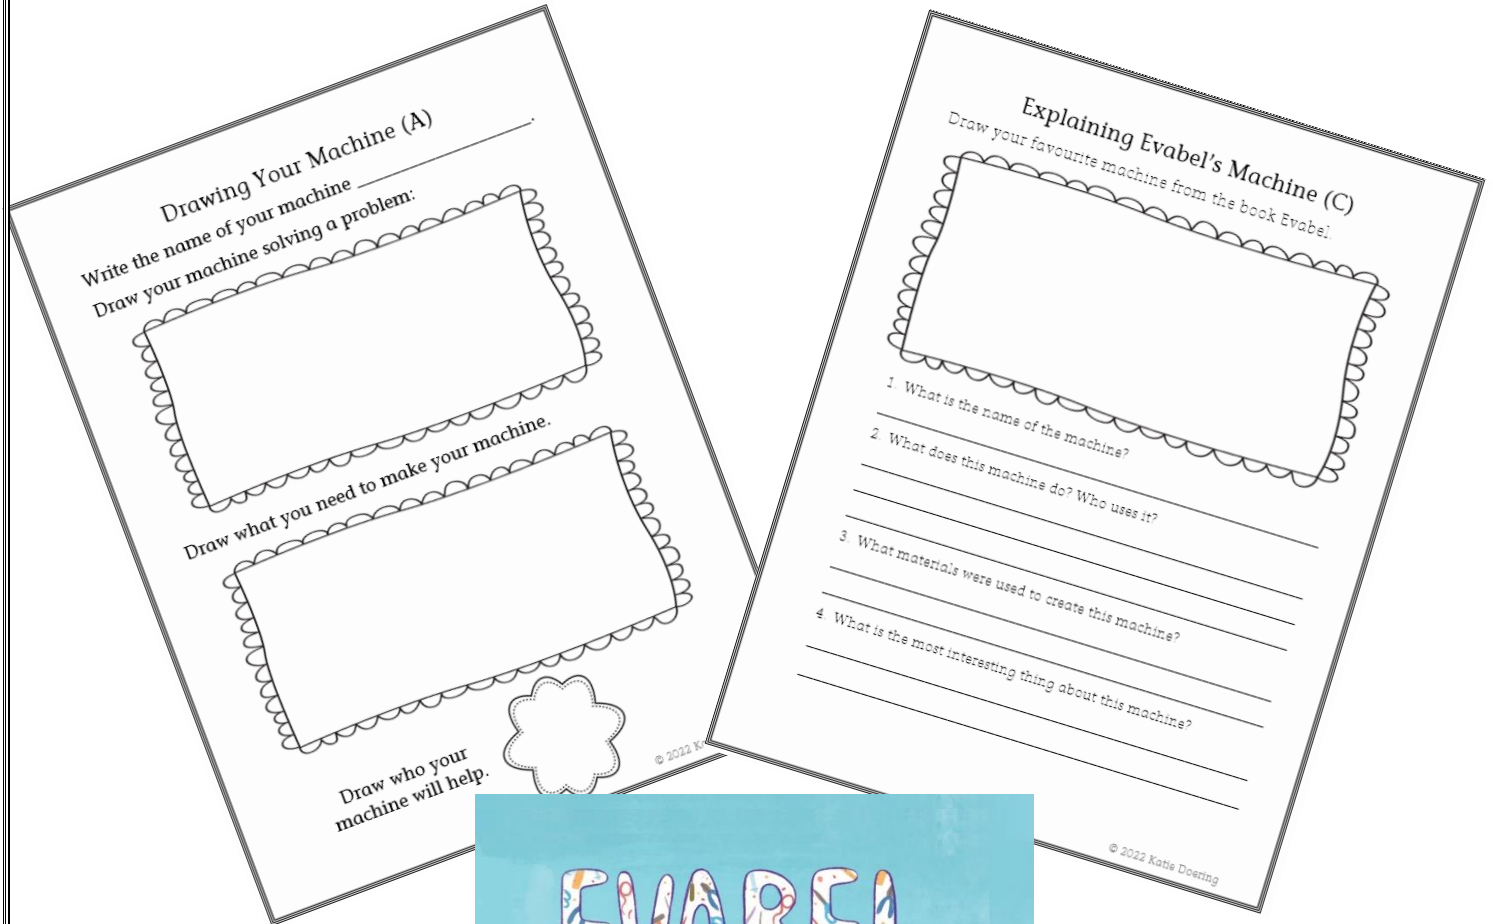 Drawing Your Machine (A)
Write the name of your machine ____________________.
Draw your machine solving a problem:
Draw what you need to make your machine.
Draw who your
machine will help.
© 2022
Explaining Evabel's Machine (C)
Draw your favourite machine from the book Evabel.
1. What is the name of the machine?
2. What does this machine do? Who uses it?
3. What materials were used to create this machine?
4. What is the most interesting thing about this machine?
© 2022 Katie Doering
EVABEL